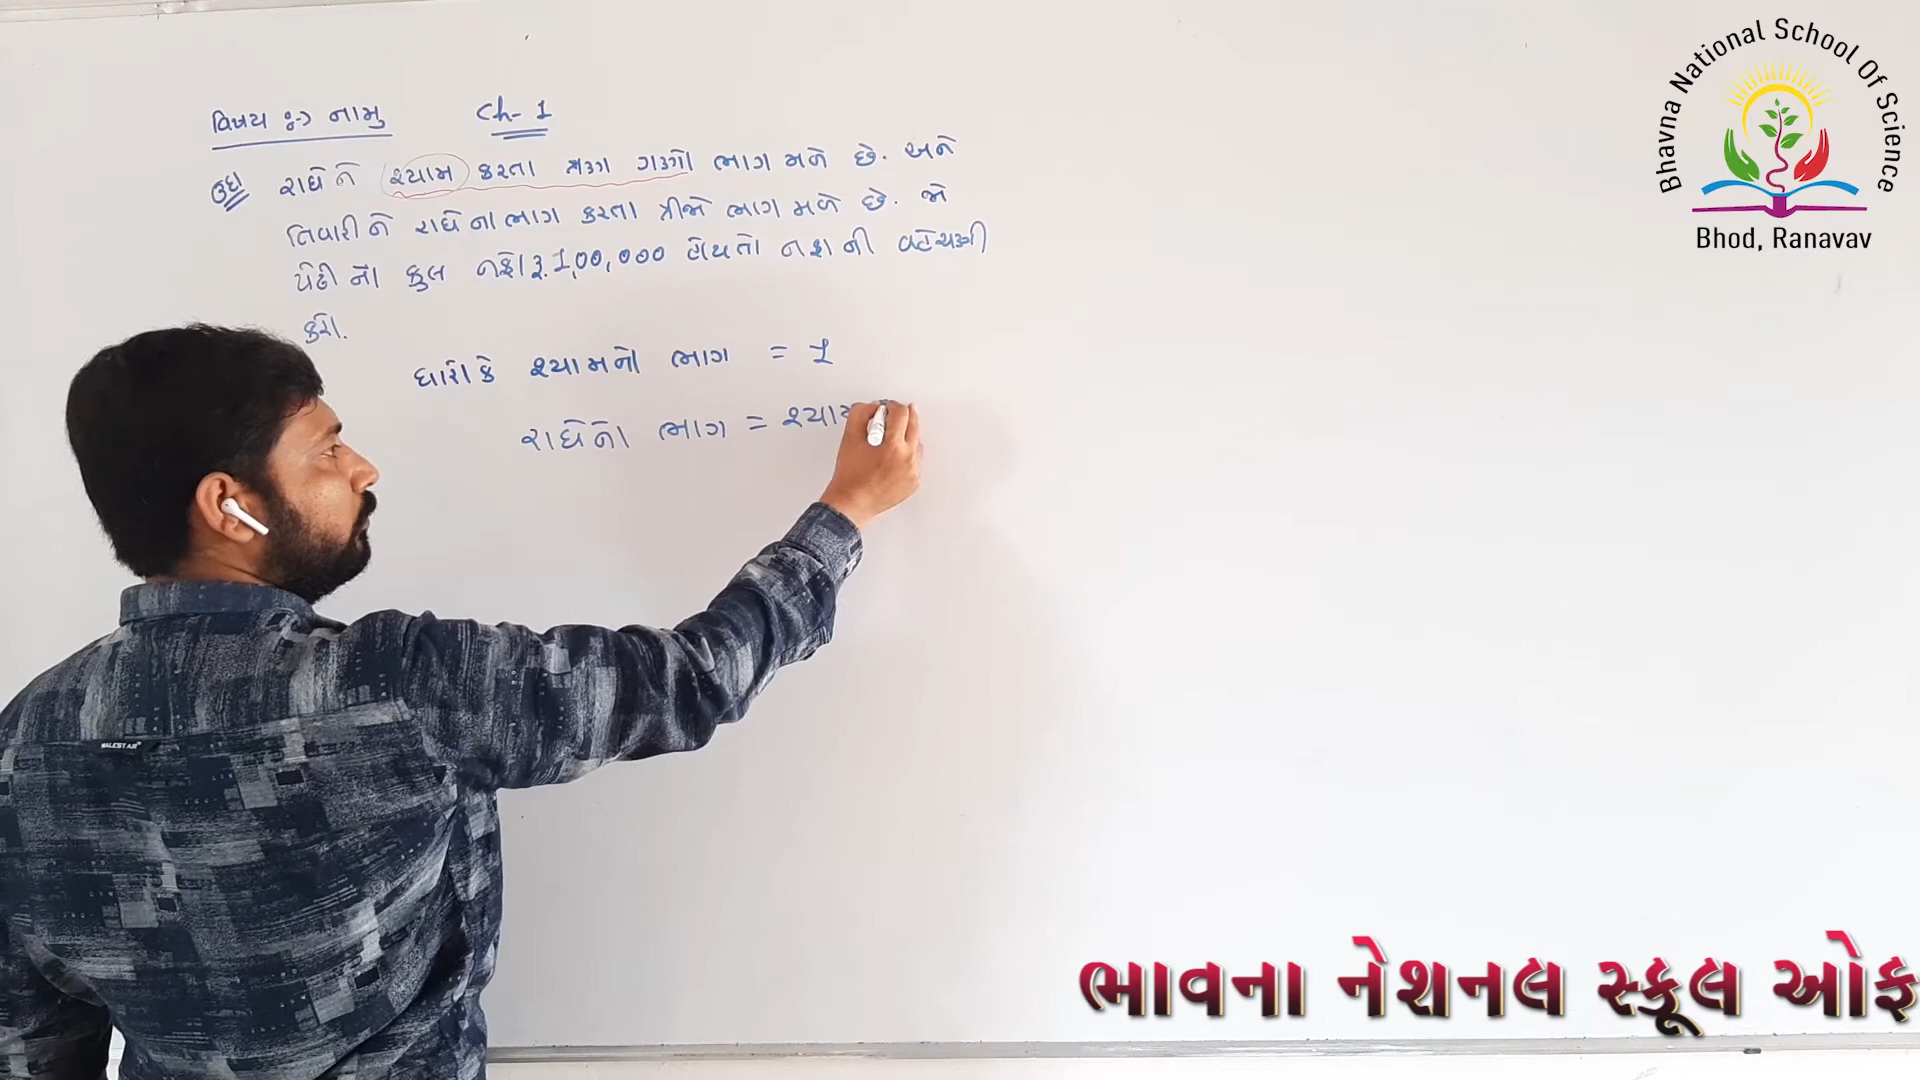 વિષય :-> નામુ Ch-1
ઉદા રાધેને શ્યામ કરતા ત્રણ ગણો ભાગ મળે છે. અને
તિવારીને રાધેના ભાગ કરતા ત્રીજો ભાગ મળે છે. જો
પેઢી નો કુલ નફો રૂ. 1,00,000 હોય તો નફા ની વહેંચણી
કરો.
ધારો કે શ્યામનો ભાગ = 1
રાધેનો ભાગ = શ્યામ
Bhavna National School Of Science
Bhod, Ranavav
ભાવના નેશનલ સ્કૂલ ઓફ